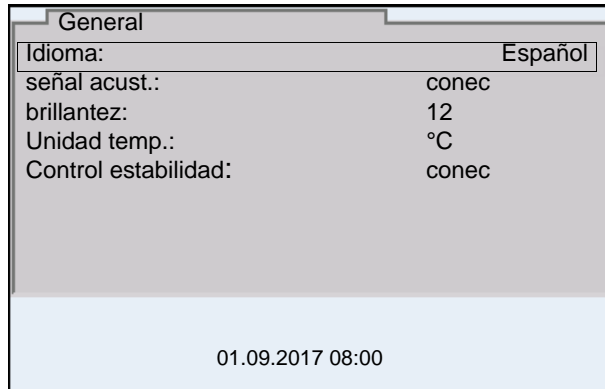 General
Idioma: Español
señal acust.: conec
brillantez: 12
Unidad temp.: °C
Control estabilidad: conec
01.09.2017 08:00